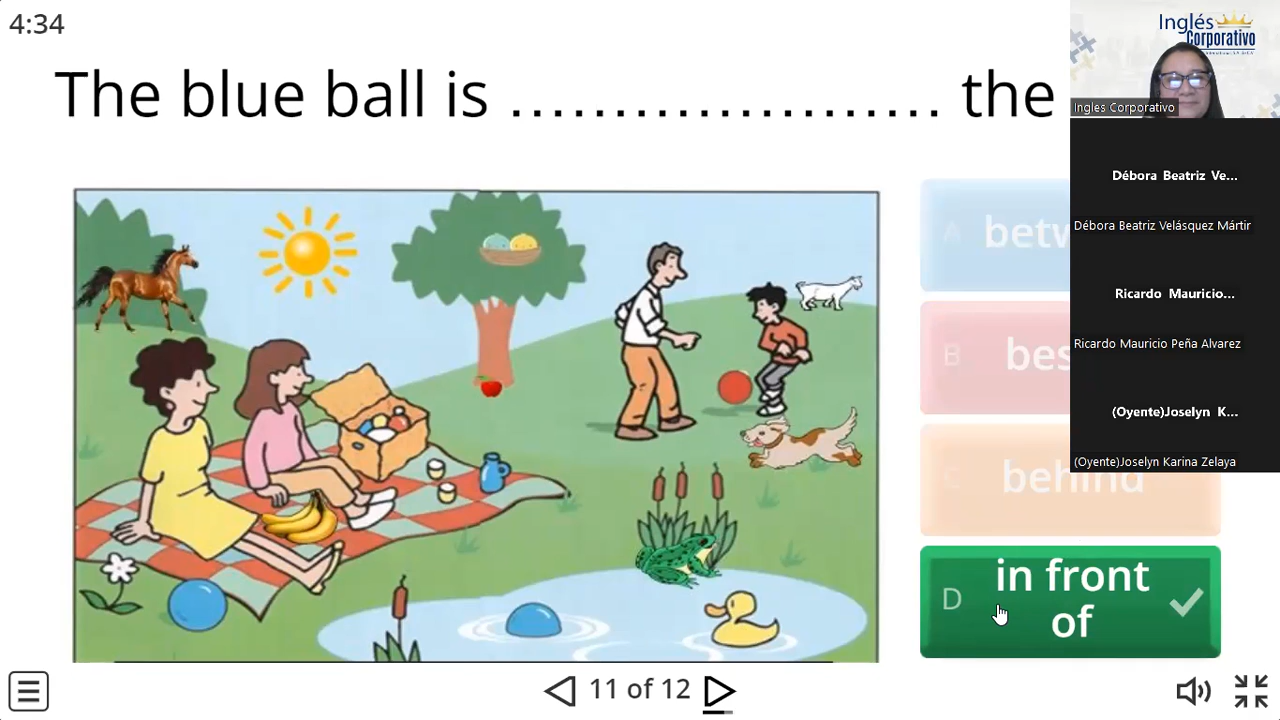 4:34
The blue ball is ........................ the
A
B
C behind
D in front
of
11 of 12
Inglés
Corporativo
Ingles Corporativo
Débora Beatriz Ve...
Débora Beatriz Velásquez Mártir
Ricardo Mauricio...
Ricardo Mauricio Peña Alvarez
(Oyente)Joselyn K...
(Oyente)Joselyn Karina Zelaya